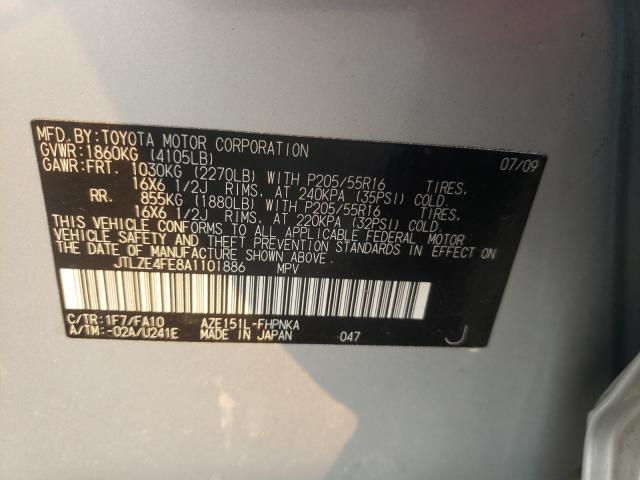 MFD. BY: TOYOTA MOTOR CORPORATION 07/09
GVWR: 1860KG (4105LB)
GAWR: FRT. 1030KG (2270LB) WITH P205/55R16 TIRES.
16X6 1/2J RIMS. AT 240KPA (35PSI) COLD.
RR. 855KG (1880LB) WITH P205/55R16 TIRES.
16X6 1/2J RIMS. AT 220KPA (32PSI) COLD.
THIS VEHICLE CONFORMS TO ALL APPLICABLE FEDERAL MOTOR
VEHICLE SAFETY AND THEFT PREVENTION STANDARDS IN EFFECT ON
THE DATE OF MANUFACTURE SHOWN ABOVE.
JTLZE4FE8A1101886 MPV
C/TR: 1F7/FA10 AZE151L-FHPNKA
A/TM: -02A/U241E MADE IN JAPAN 047 J